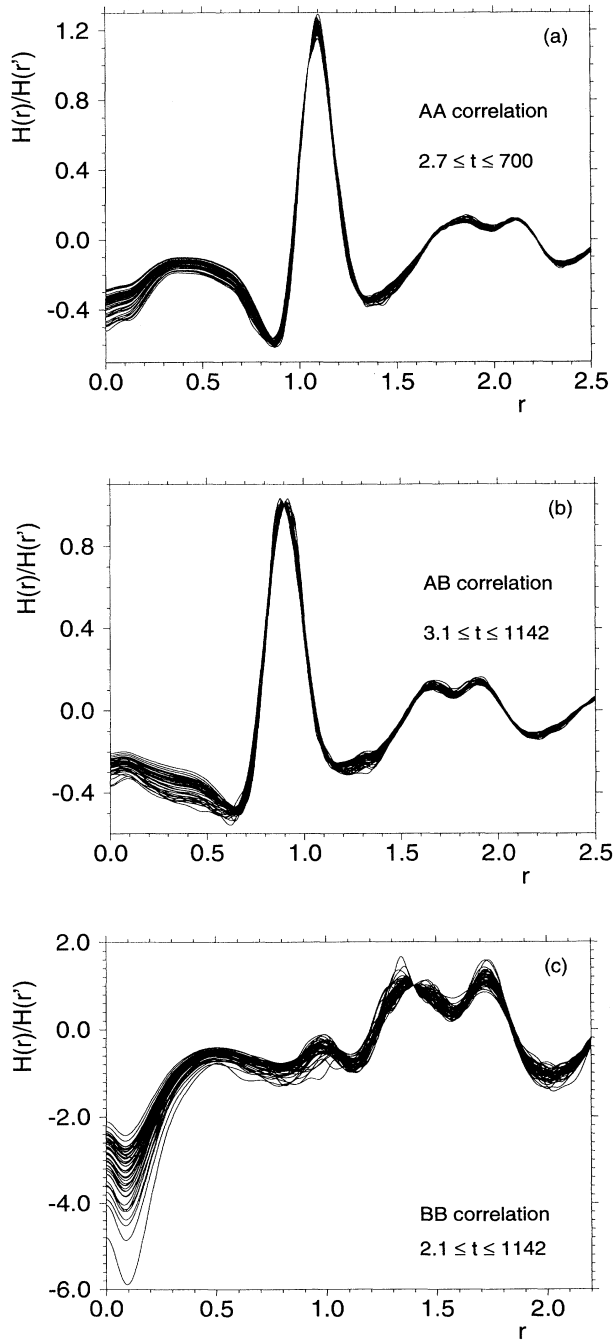 H(r)/H(r')
1.2
0.8
0.4
0.0
-0.4
(a)
AA correlation
2.7 ≤ t ≤ 700
0.0 0.5 1.0 1.5 2.0 2.5
r
H(r)/H(r')
0.8
0.4
0.0
-0.4
(b)
AB correlation
3.1 ≤ t ≤ 1142
0.0 0.5 1.0 1.5 2.0 2.5
r
H(r)/H(r')
2.0
0.0
-2.0
-4.0
-6.0
(c)
BB correlation
2.1 ≤ t ≤ 1142
0.0 0.5 1.0 1.5 2.0
r